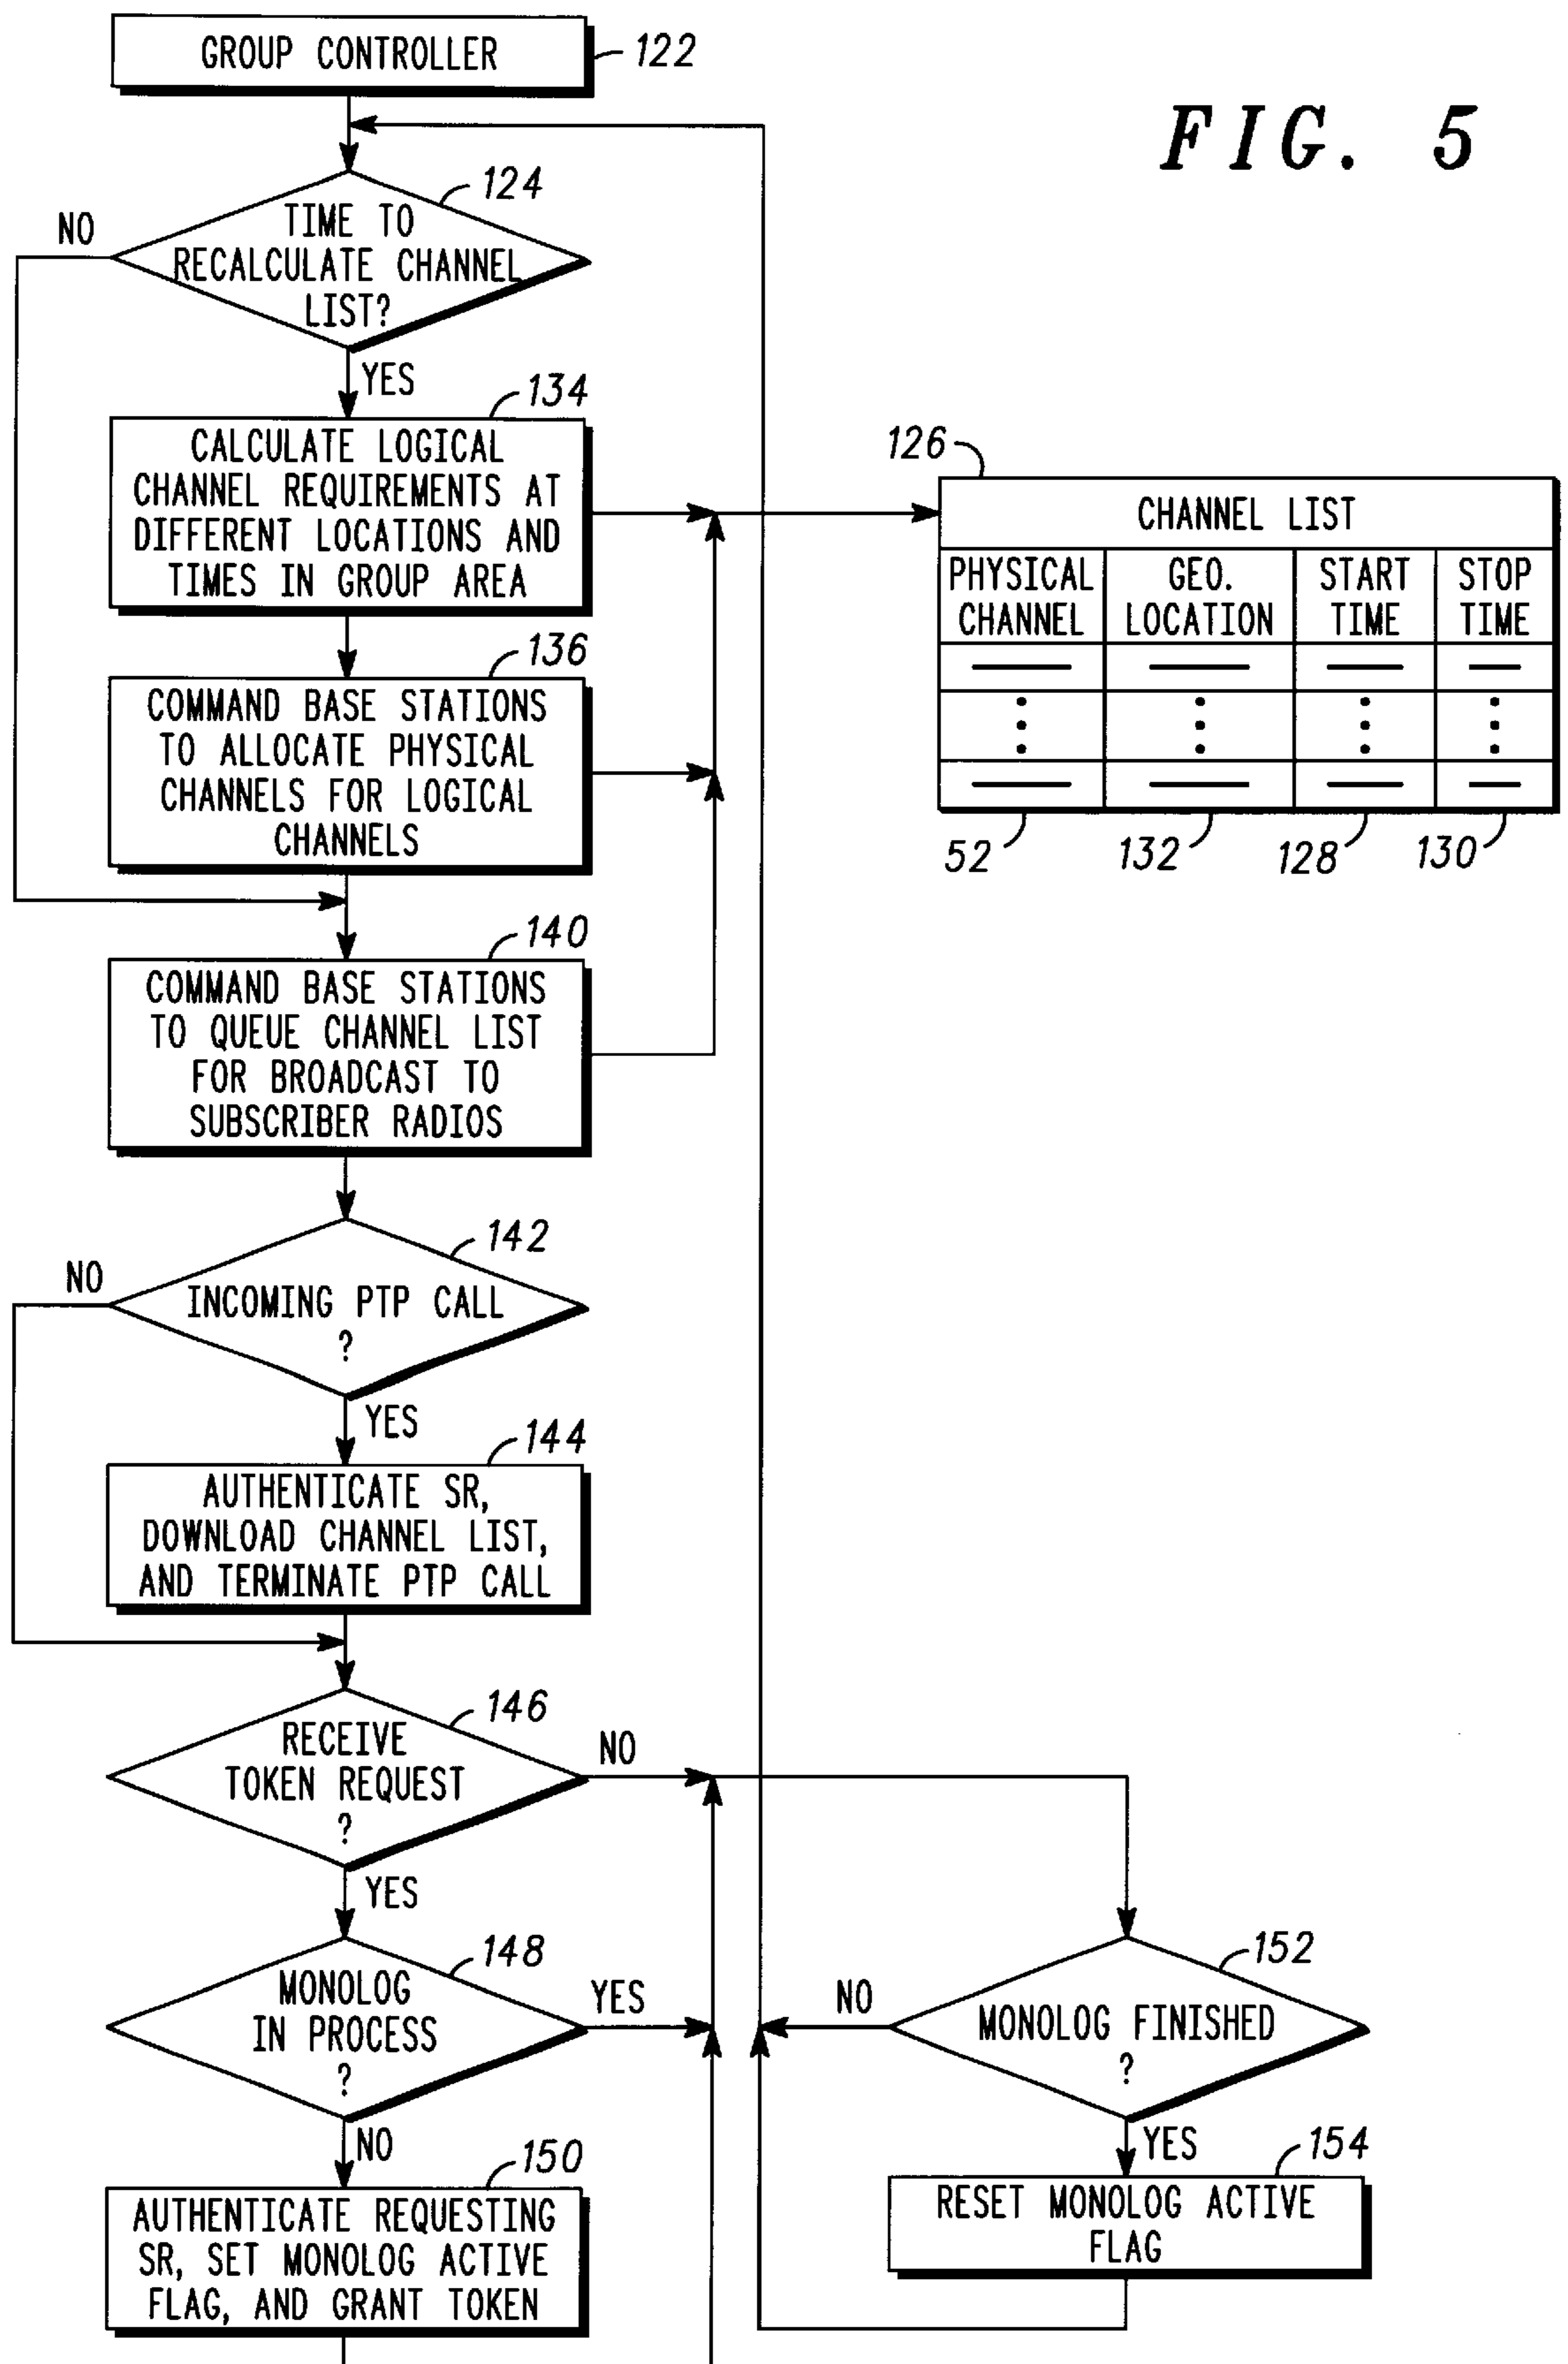 GROUP CONTROLLER
122
FIG. 5
124
TIME TO
RECALCULATE CHANNEL
LIST?
NO
YES
134
CALCULATE LOGICAL
CHANNEL REQUIREMENTS AT
DIFFERENT LOCATIONS AND
TIMES IN GROUP AREA
126
CHANNEL LIST
PHYSICAL
CHANNEL
GEO.
LOCATION
START
TIME
STOP
TIME
52
132
128
130
136
COMMAND BASE STATIONS
TO ALLOCATE PHYSICAL
CHANNELS FOR LOGICAL
CHANNELS
140
COMMAND BASE STATIONS
TO QUEUE CHANNEL LIST
FOR BROADCAST TO
SUBSCRIBER RADIOS
142
NO
INCOMING PTP CALL
?
YES
144
AUTHENTICATE SR,
DOWNLOAD CHANNEL LIST,
AND TERMINATE PTP CALL
146
RECEIVE
TOKEN REQUEST
?
NO
YES
148
MONOLOG
IN PROCESS
?
YES
NO
152
NO
MONOLOG FINISHED
?
YES
150
AUTHENTICATE REQUESTING
SR, SET MONOLOG ACTIVE
FLAG, AND GRANT TOKEN
154
RESET MONOLOG ACTIVE
FLAG